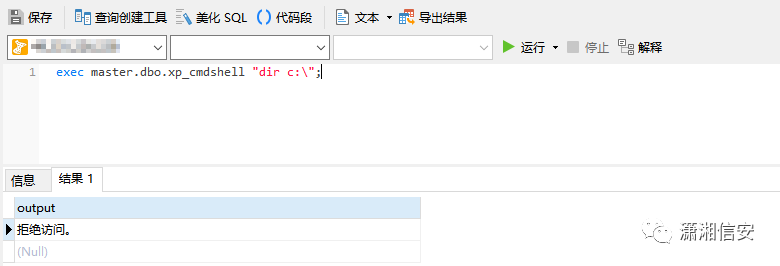 保存 查询创建工具 美化 SQL 代码段 文本 导出结果
运行 停止 解释
1 exec master.dbo.xp_cmdshell "dir c:\";
信息 结果 1
output
拒绝访问。
(Null)
潇湘信安